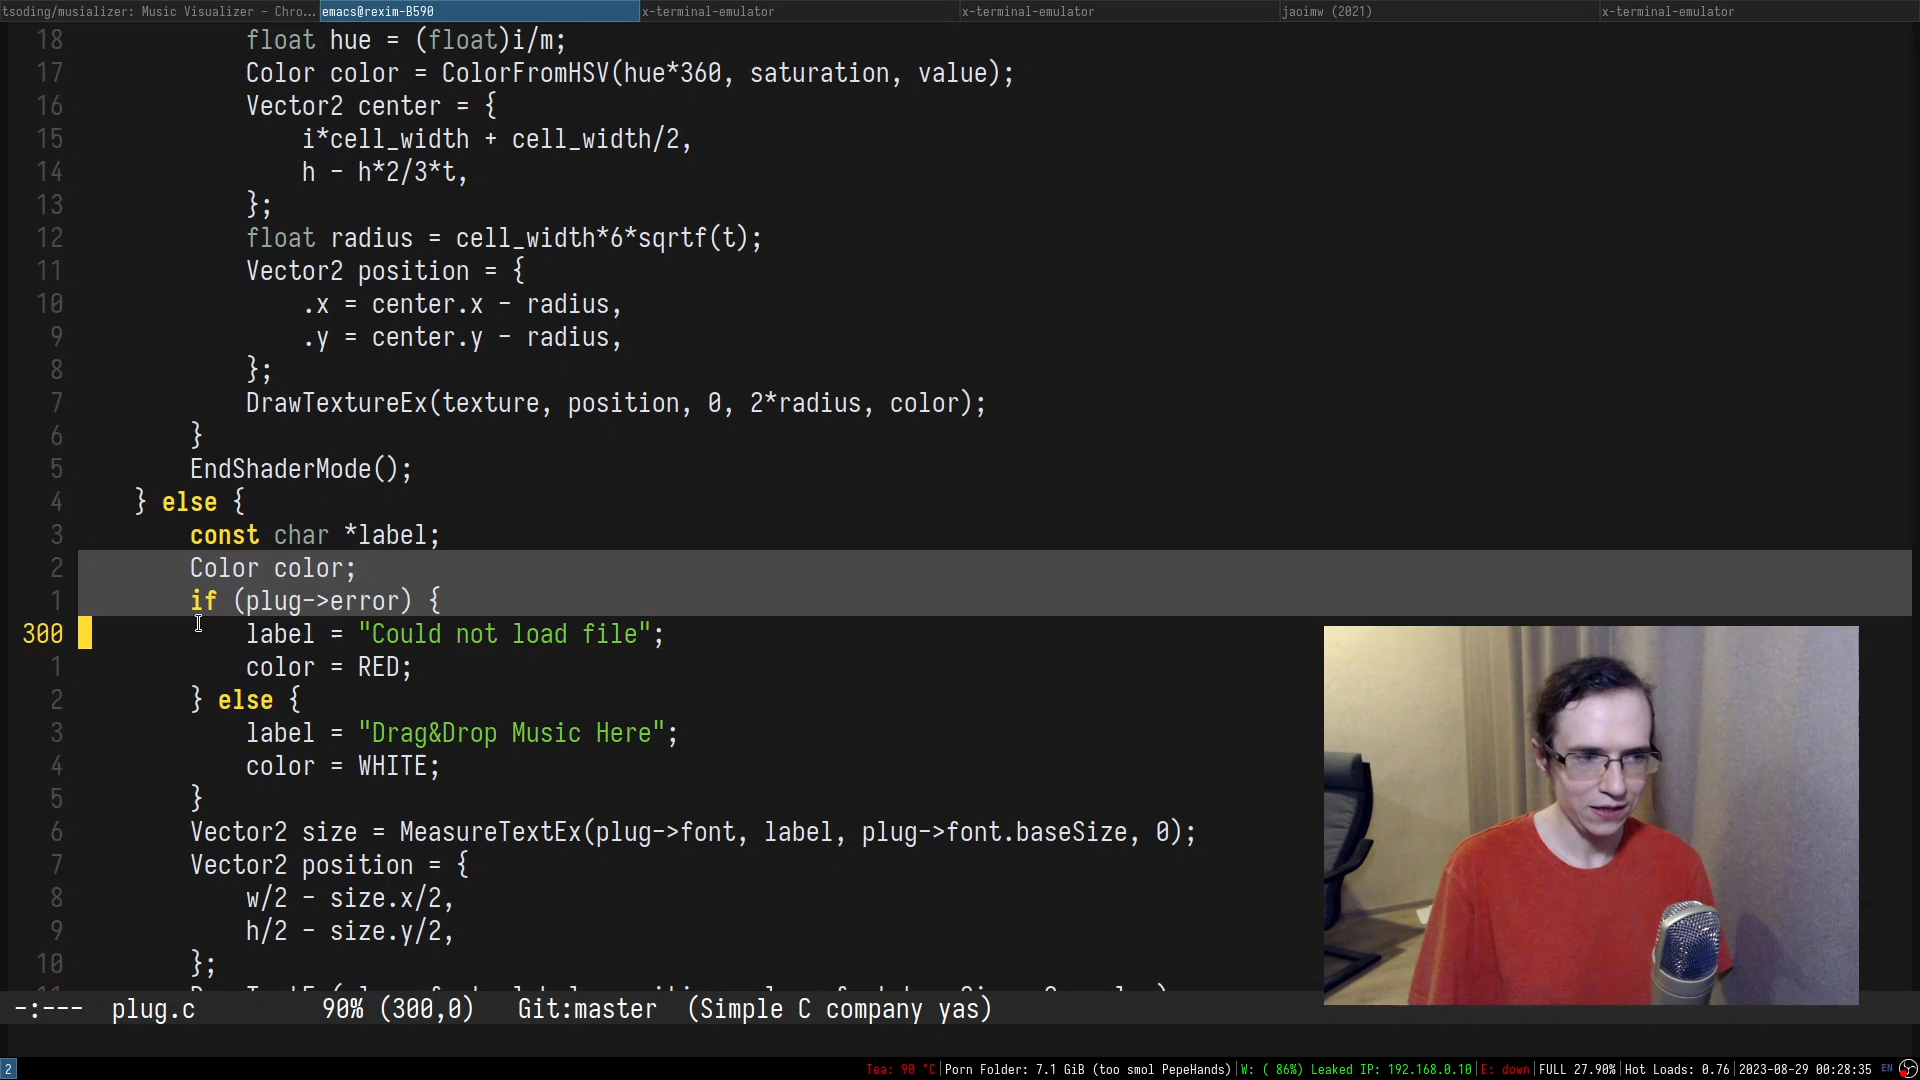 tsoding/musializer: Music Visualizer - Chro... emacs@rexim-B590 x-terminal-emulator x-terminal-emulator jaoimw (2021) x-terminal-emulator
18 float hue = (float)i/m;
17 Color color = ColorFromHSV(hue*360, saturation, value);
16 Vector2 center = {
15 i*cell_width + cell_width/2,
14 h - h*2/3*t,
13 };
12 float radius = cell_width*6*sqrtf(t);
11 Vector2 position = {
10 .x = center.x - radius,
9 .y = center.y - radius,
8 };
7 DrawTextureEx(texture, position, 0, 2*radius, color);
6 }
5 EndShaderMode();
4 } else {
3 const char *label;
2 Color color;
1 if (plug->error) {
300 label = "Could not load file";
1 color = RED;
2 } else {
3 label = "Drag&Drop Music Here";
4 color = WHITE;
5 }
6 Vector2 size = MeasureTextEx(plug->font, label, plug->font.baseSize, 0);
7 Vector2 position = {
8 w/2 - size.x/2,
9 h/2 - size.y/2,
10 };
-:--- plug.c 90% (300,0) Git:master (Simple C company yas)
2 Tea: 90 °C|Porn Folder: 7.1 GiB (too smol PepeHands)|W: ( 86%) Leaked IP: 192.168.0.10|E: down|FULL 27.90%|Hot Loads: 0.76|2023-08-29 00:28:35 EN